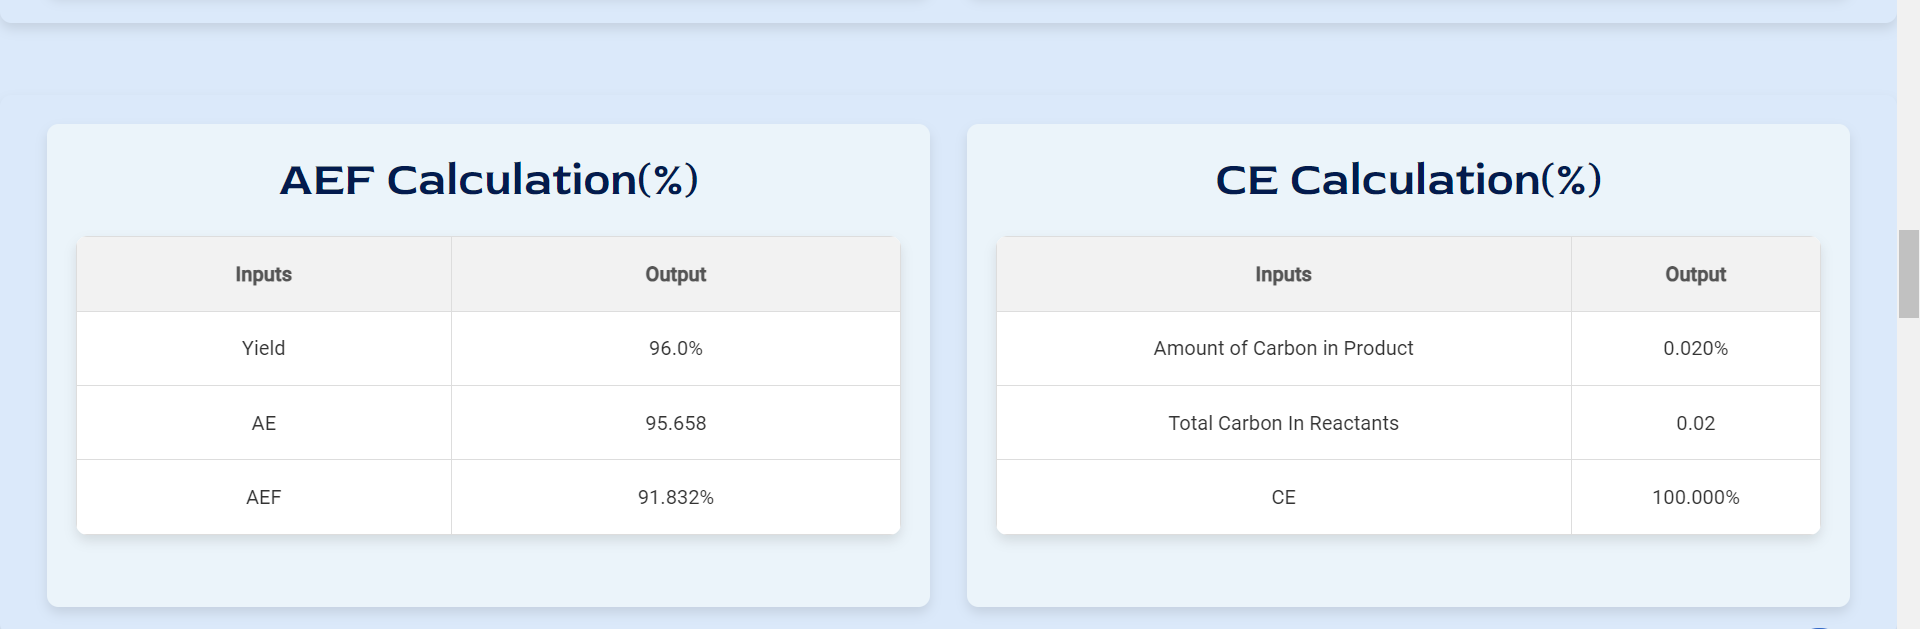 AEF Calculation(%)
Inputs Output
Yield 96.0%
AE 95.658
AEF 91.832%
CE Calculation(%)
Inputs Output
Amount of Carbon in Product 0.020%
Total Carbon In Reactants 0.02
CE 100.000%